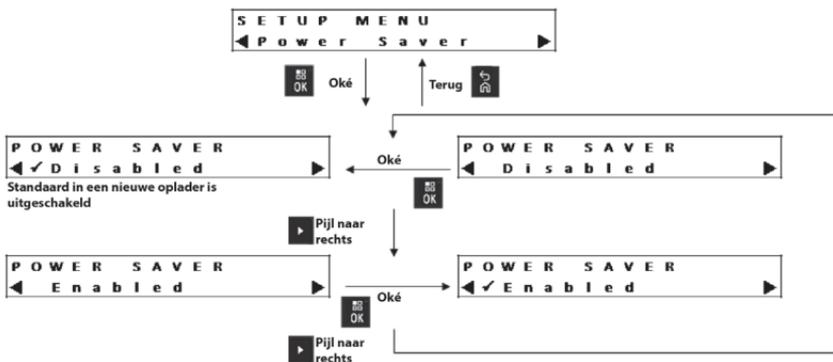 SETUP MENU
◀ Power Saver ▶
OK
Oké
Terug
POWER SAVER
◀ ✓Disabled ▶
Standaard in een nieuwe oplader is
uitgeschakeld
Oké
OK
POWER SAVER
◀ Disabled ▶
Pijl naar
rechts
POWER SAVER
◀ Enabled ▶
OK
Oké
POWER SAVER
◀ ✓Enabled ▶
Pijl naar
rechts